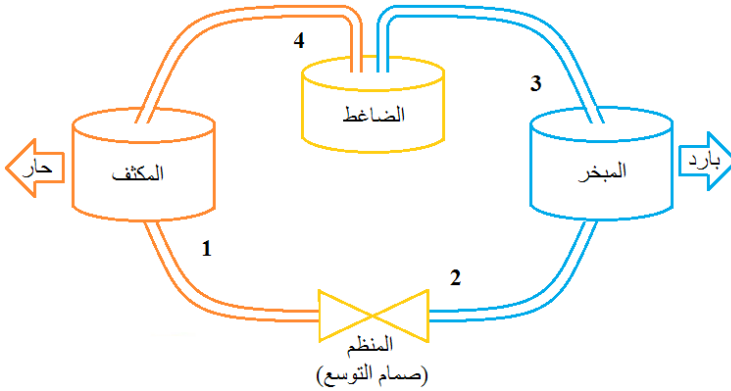 4
الضاغط
3
حار
المكثف
المبخر
بارد
1
2
المنظم
(صمام التوسع)